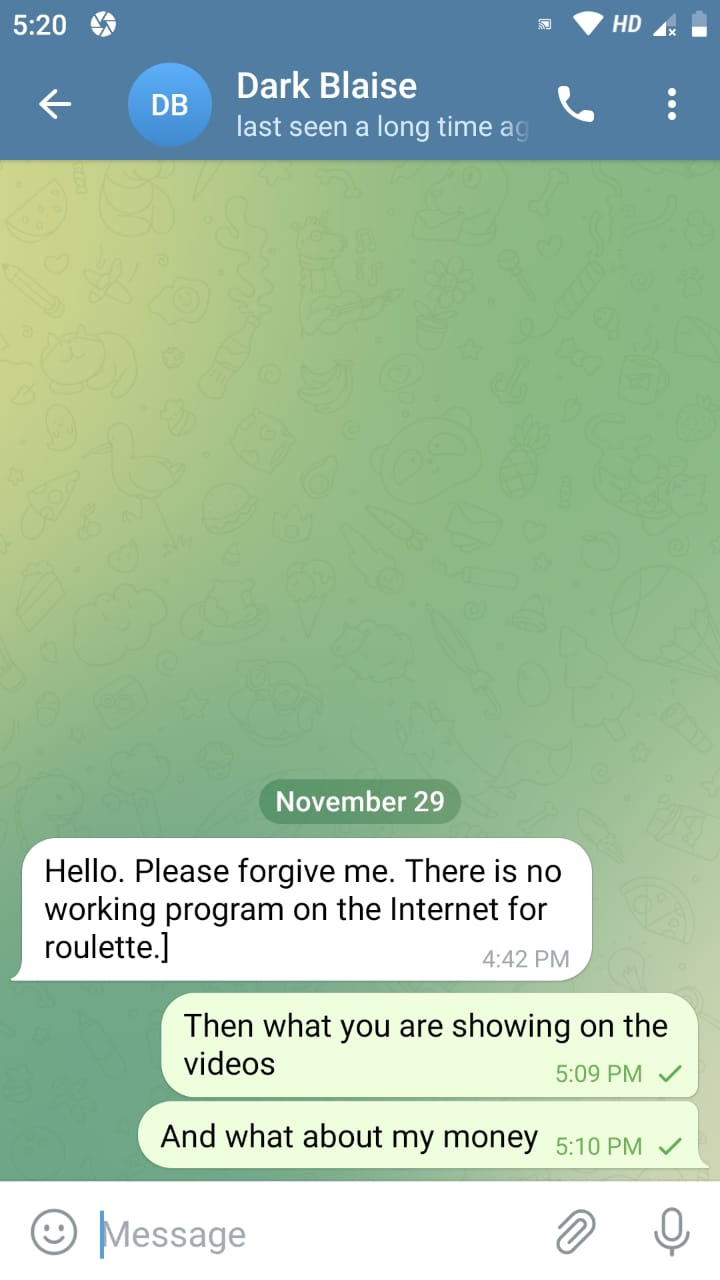 5:20 HD
DB
Dark Blaise
last seen a long time ag
November 29
Hello. Please forgive me. There is no
working program on the Internet for
roulette.]
4:42 PM
Then what you are showing on the
videos
5:09 PM
And what about my money 5:10 PM
Message